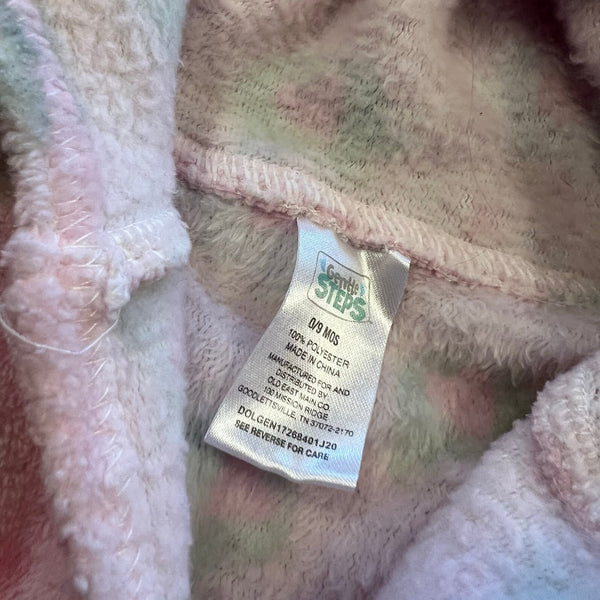 Gentle
STEPS
0/9 MOS
100% POLYESTER
MADE IN CHINA
MANUFACTURED FOR AND
DISTRIBUTED BY:
OLD EAST MAIN CO.
100 MISSION RIDGE
GOODLETTSVILLE, TN 37072-2170
DOLGEN17268401J20
SEE REVERSE FOR CARE